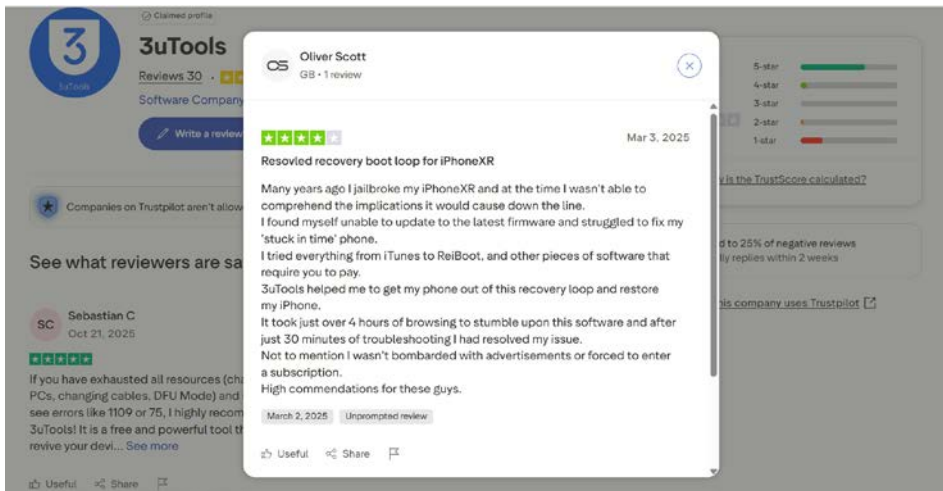 Claimed profile
3
3uTools
3uTools
Reviews 30
Software Company
Write a review
Companies on Trustpilot aren't allow
See what reviewers are sa
SC
Sebastian C
Oct 21, 2025
If you have exhausted all resources (cha
PCs, changing cables, DFU Mode) and
see errors like 1109 or 75, I highly recom
3uTools! It is a free and powerful tool th
revive your devi... See more
Useful
Share
OS
Oliver Scott
GB • 1 review
Mar 3, 2025
Resovled recovery boot loop for iPhoneXR
Many years ago I jailbroke my iPhoneXR and at the time I wasn't able to
comprehend the implications it would cause down the line.
I found myself unable to update to the latest firmware and struggled to fix my
'stuck in time' phone.
I tried everything from iTunes to ReiBoot, and other pieces of software that
require you to pay.
3uTools helped me to get my phone out of this recovery loop and restore
my iPhone.
It took just over 4 hours of browsing to stumble upon this software and after
just 30 minutes of troubleshooting I had resolved my issue.
Not to mention I wasn't bombarded with advertisements or forced to enter
a subscription.
High commendations for these guys.
March 2, 2025
Unprompted review
Useful
Share
5-star
4-star
3-star
2-star
1-star
y is the TrustScore calculated?
d to 25% of negative reviews
lly replies within 2 weeks
his company uses Trustpilot